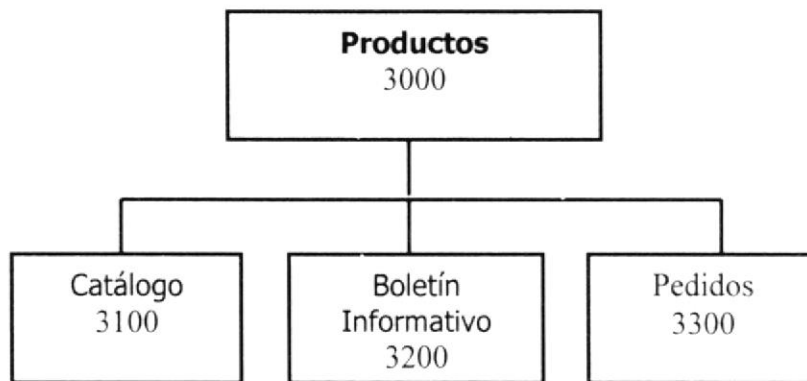 Productos
3000
Catálogo
3100
Boletín
Informativo
3200
Pedidos
3300